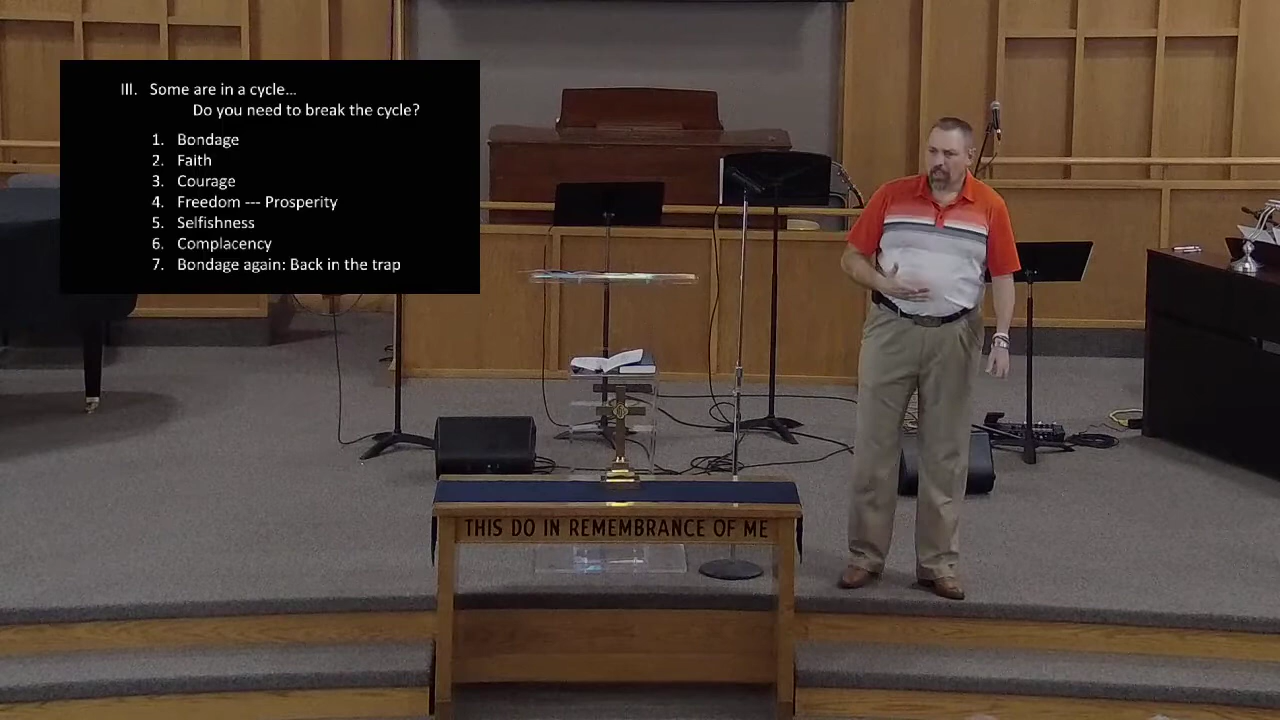 III. Some are in a cycle...
Do you need to break the cycle?
1. Bondage
2. Faith
3. Courage
4. Freedom --- Prosperity
5. Selfishness
6. Complacency
7. Bondage again: Back in the trap
THIS DO IN REMEMBRANCE OF ME